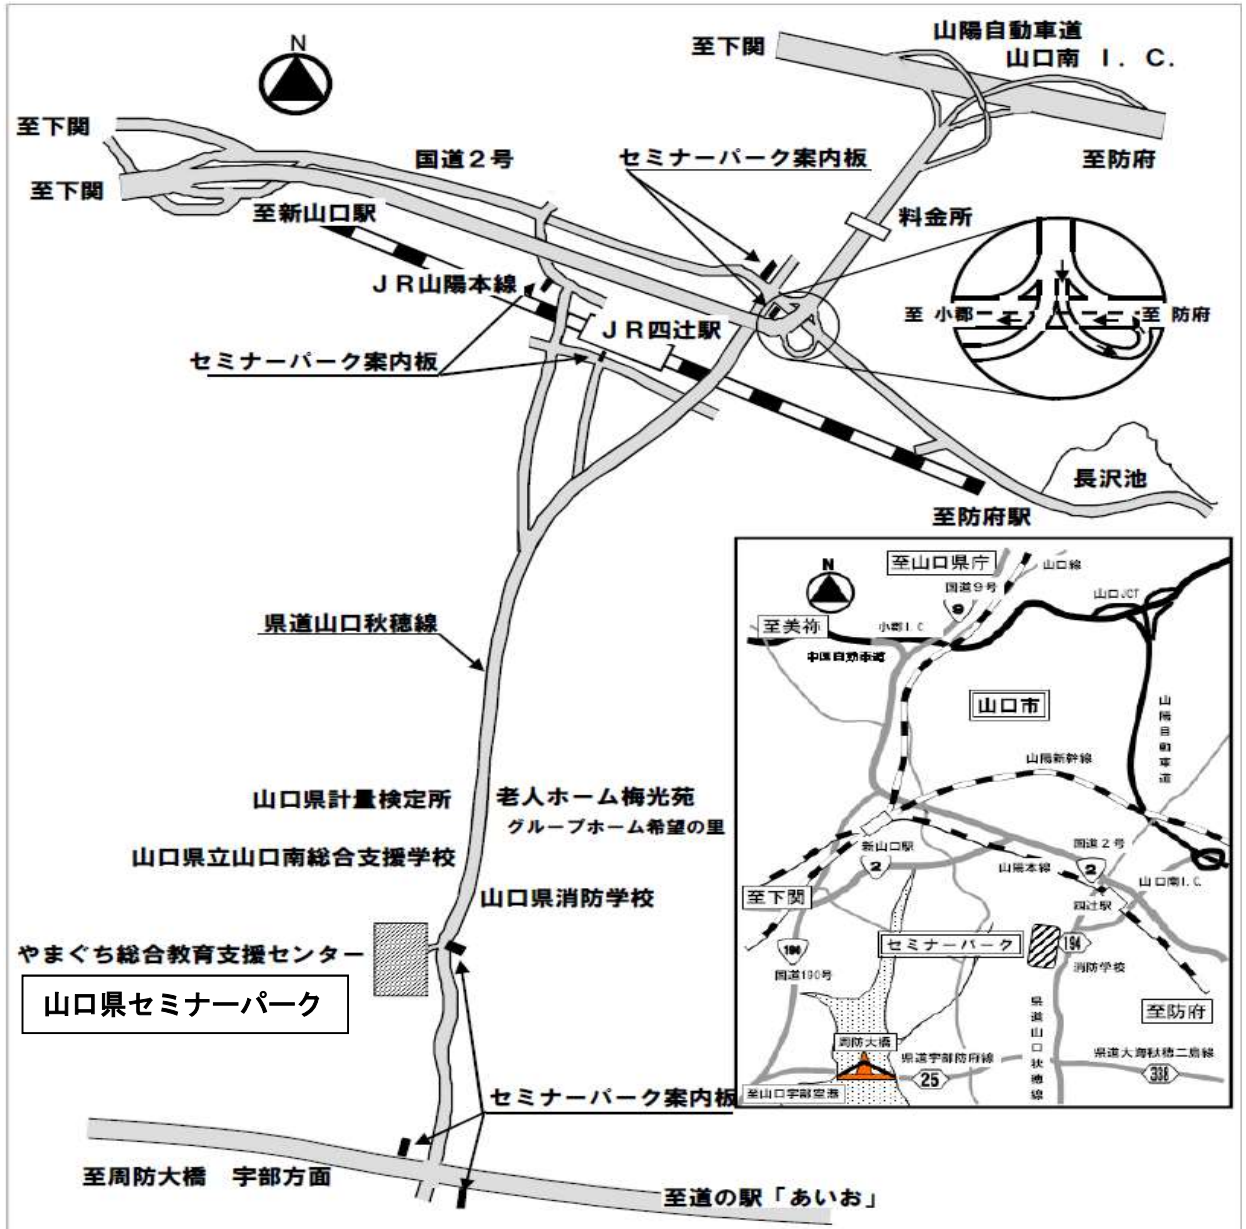 N
山陽自動車道
山口南 I. C.
至下関
至下関
国道2号
セミナーパーク案内板
至防府
至下関
至新山口駅
料金所
JR山陽本線
至 小郡
至 防府
JR四辻駅
セミナーパーク案内板
長沢池
至防府駅
県道山口秋穂線
山口県計量検定所
老人ホーム梅光苑
グループホーム希望の里
山口県立山口南総合支援学校
山口県消防学校
やまぐち総合教育支援センター
山口県セミナーパーク
セミナーパーク案内板
至周防大橋 宇部方面
至道の駅「あいお」
N
至山口県庁
山口線
国道9号
9
山口JCT
至美祢
小郡I.C
中国自動車道
山口市
山陽自動車道
山陽新幹線
新山口駅
2
山陽本線
国道2号
2
山口南I.C.
至下関
四辻駅
セミナーパーク
194
消防学校
190
国道190号
至防府
県道山口秋穂線
周防大橋
県道宇部防府線
25
県道大海秋穂二島線
338
至山口宇部空港